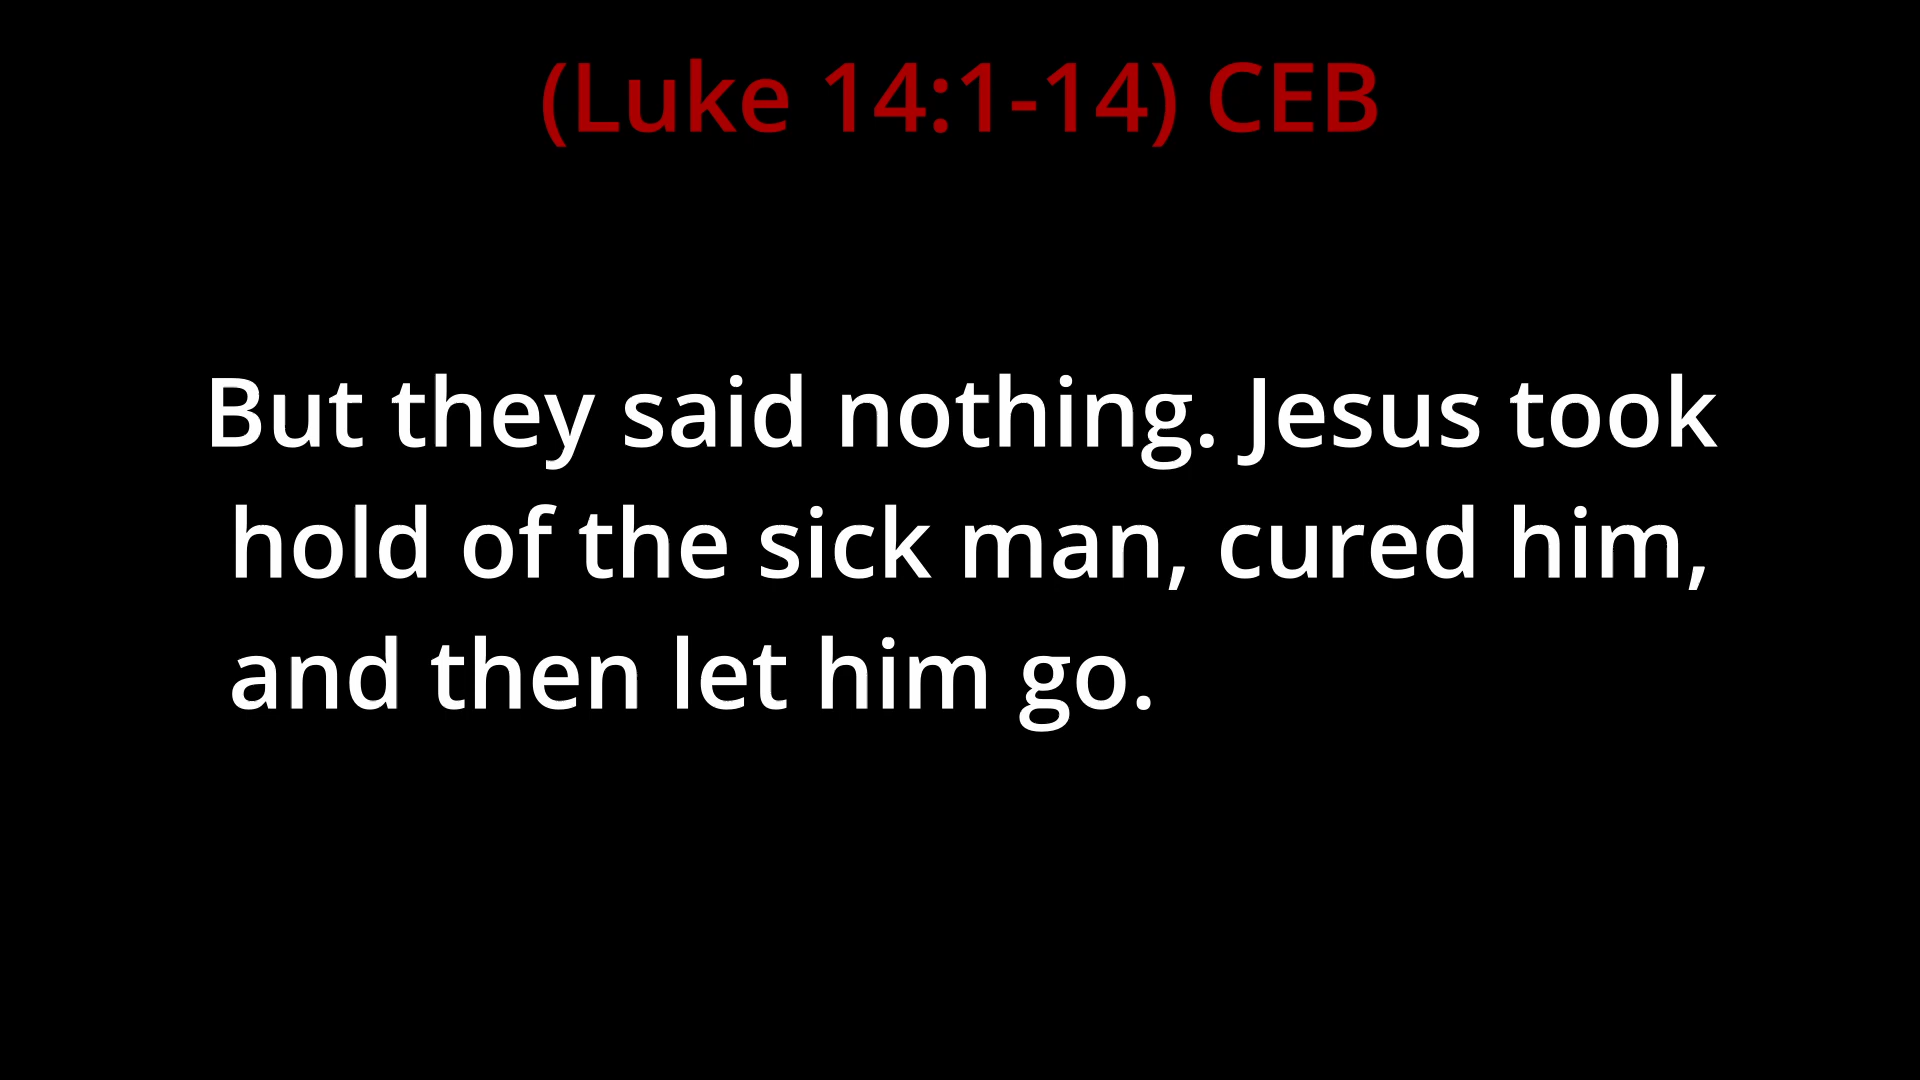 (Luke 14:1-14) CEB
But they said nothing. Jesus took
hold of the sick man, cured him,
and then let him go.